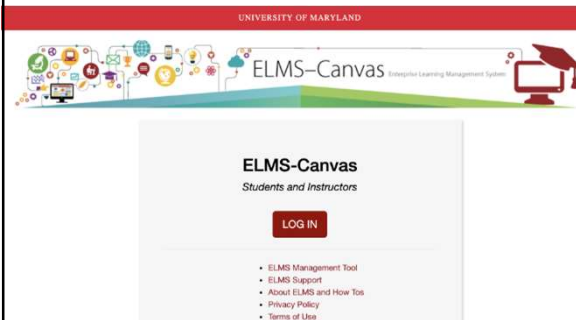 UNIVERSITY OF MARYLAND
ELMS–Canvas Enterprise Learning Management System
ELMS-Canvas
Students and Instructors
LOG IN
• ELMS Management Tool
• ELMS Support
• About ELMS and How Tos
• Privacy Policy
• Terms of Use